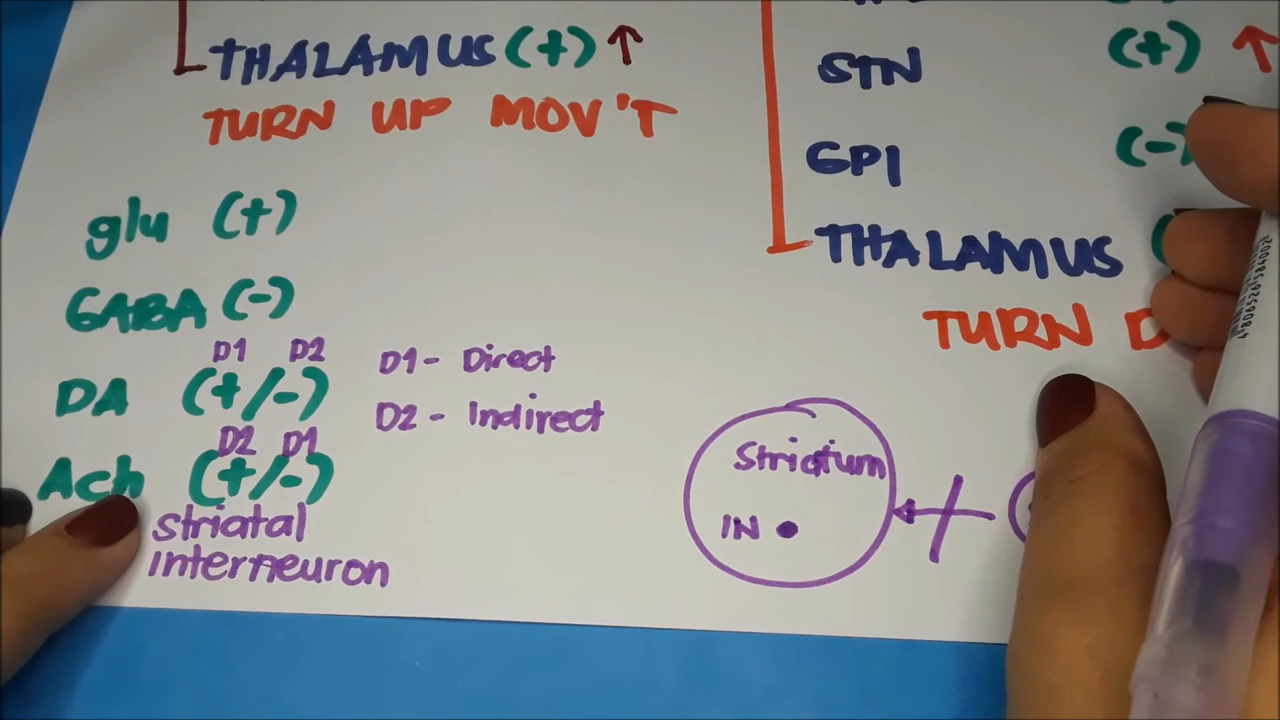 THALAMUS (+) ↑
TURN UP MOV'T
glu (+)
GABA (-)
D1 D2
DA (+/-)
D2 D1
Ach (+/-)
striatal
interneuron
D1- Direct
D2- Indirect
STN (+) ↑
GPI (-)
THALAMUS
TURN D
Striatum
IN
4806526584002